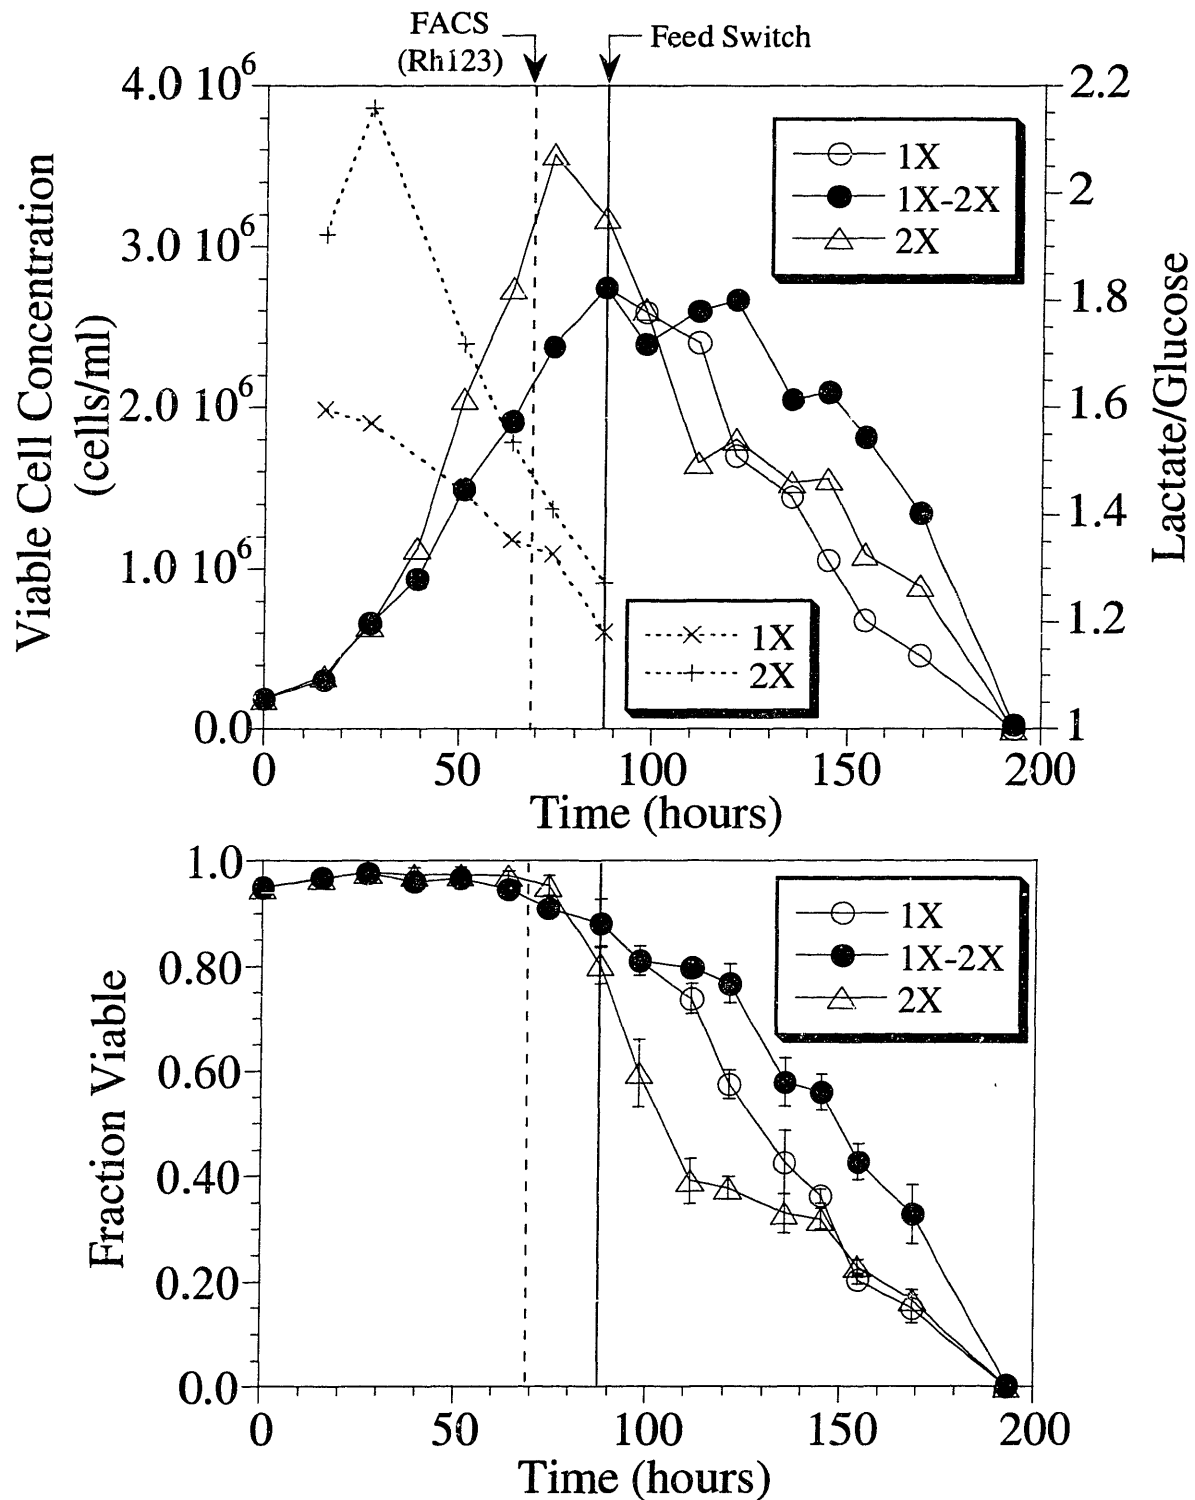 FACS
(Rh123)
Feed Switch
4.0 10^6
3.0 10^6
2.0 10^6
1.0 10^6
0.0
Viable Cell Concentration
(cells/ml)
2.2
2
1.8
1.6
1.4
1.2
1
Lactate/Glucose
1X
1X-2X
2X
1X
2X
0 50 100 150 200
Time (hours)
1.0
0.80
0.60
0.40
0.20
0.0
Fraction Viable
1X
1X-2X
2X
0 50 100 150 200
Time (hours)